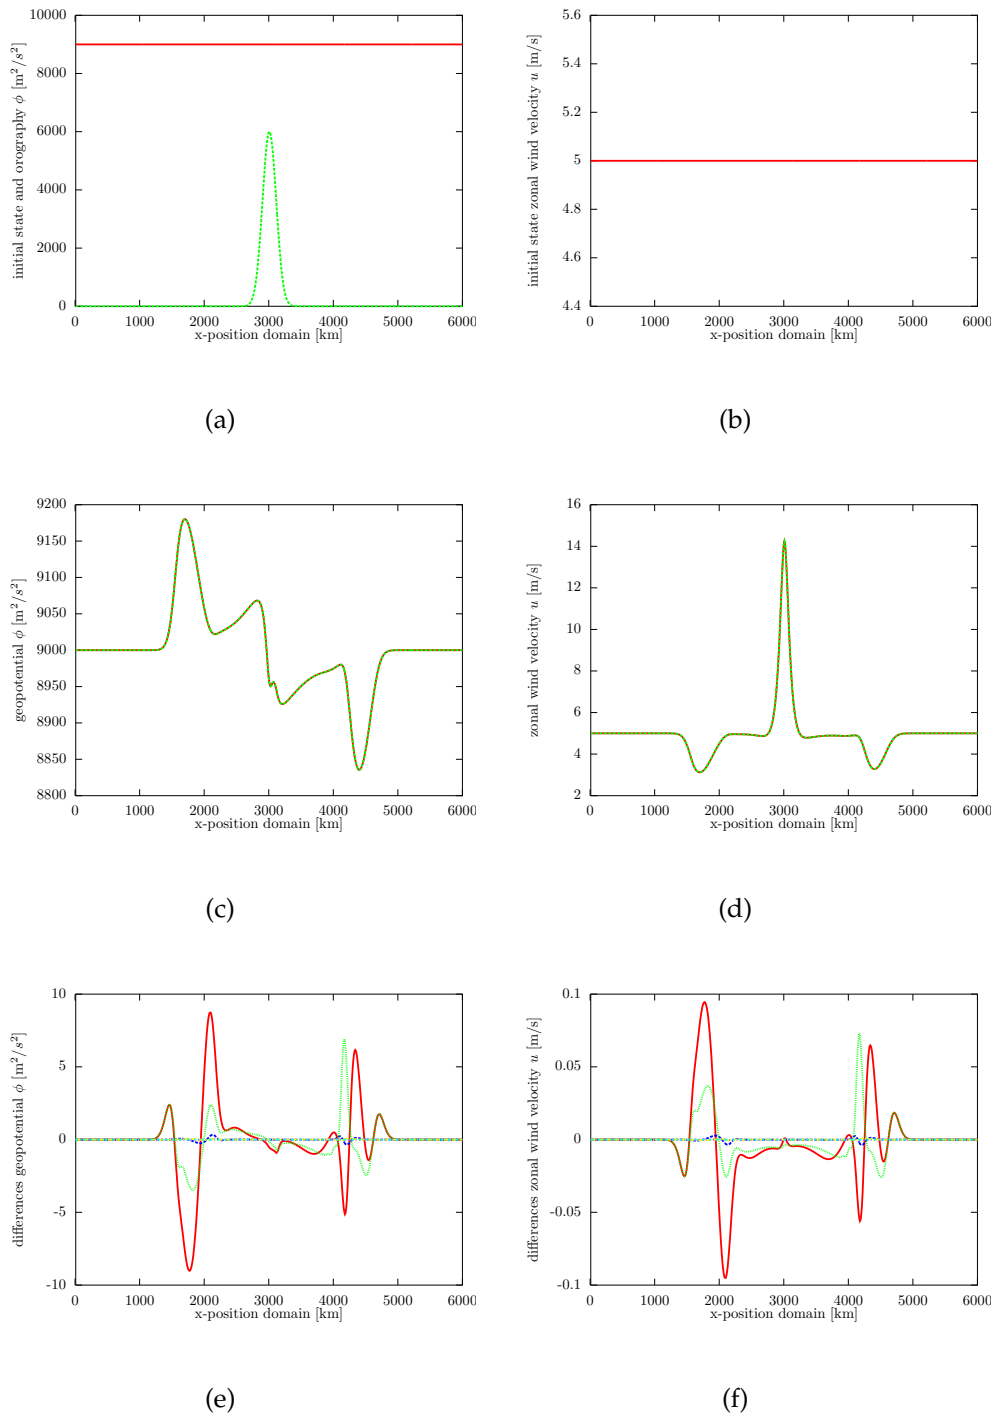 initial state and orography ϕ [m²/s²]
10000
8000
6000
4000
2000
0
0 1000 2000 3000 4000 5000 6000
x-position domain [km]
(a)
initial state zonal wind velocity u [m/s]
5.6
5.4
5.2
5
4.8
4.6
4.4
0 1000 2000 3000 4000 5000 6000
x-position domain [km]
(b)
geopotential ϕ [m²/s²]
9200
9150
9100
9050
9000
8950
8900
8850
8800
0 1000 2000 3000 4000 5000 6000
x-position domain [km]
(c)
zonal wind velocity u [m/s]
16
14
12
10
8
6
4
2
0 1000 2000 3000 4000 5000 6000
x-position domain [km]
(d)
differences geopotential ϕ [m²/s²]
10
5
0
-5
-10
0 1000 2000 3000 4000 5000 6000
x-position domain [km]
(e)
differences zonal wind velocity u [m/s]
0.1
0.05
0
-0.05
-0.1
0 1000 2000 3000 4000 5000 6000
x-position domain [km]
(f)